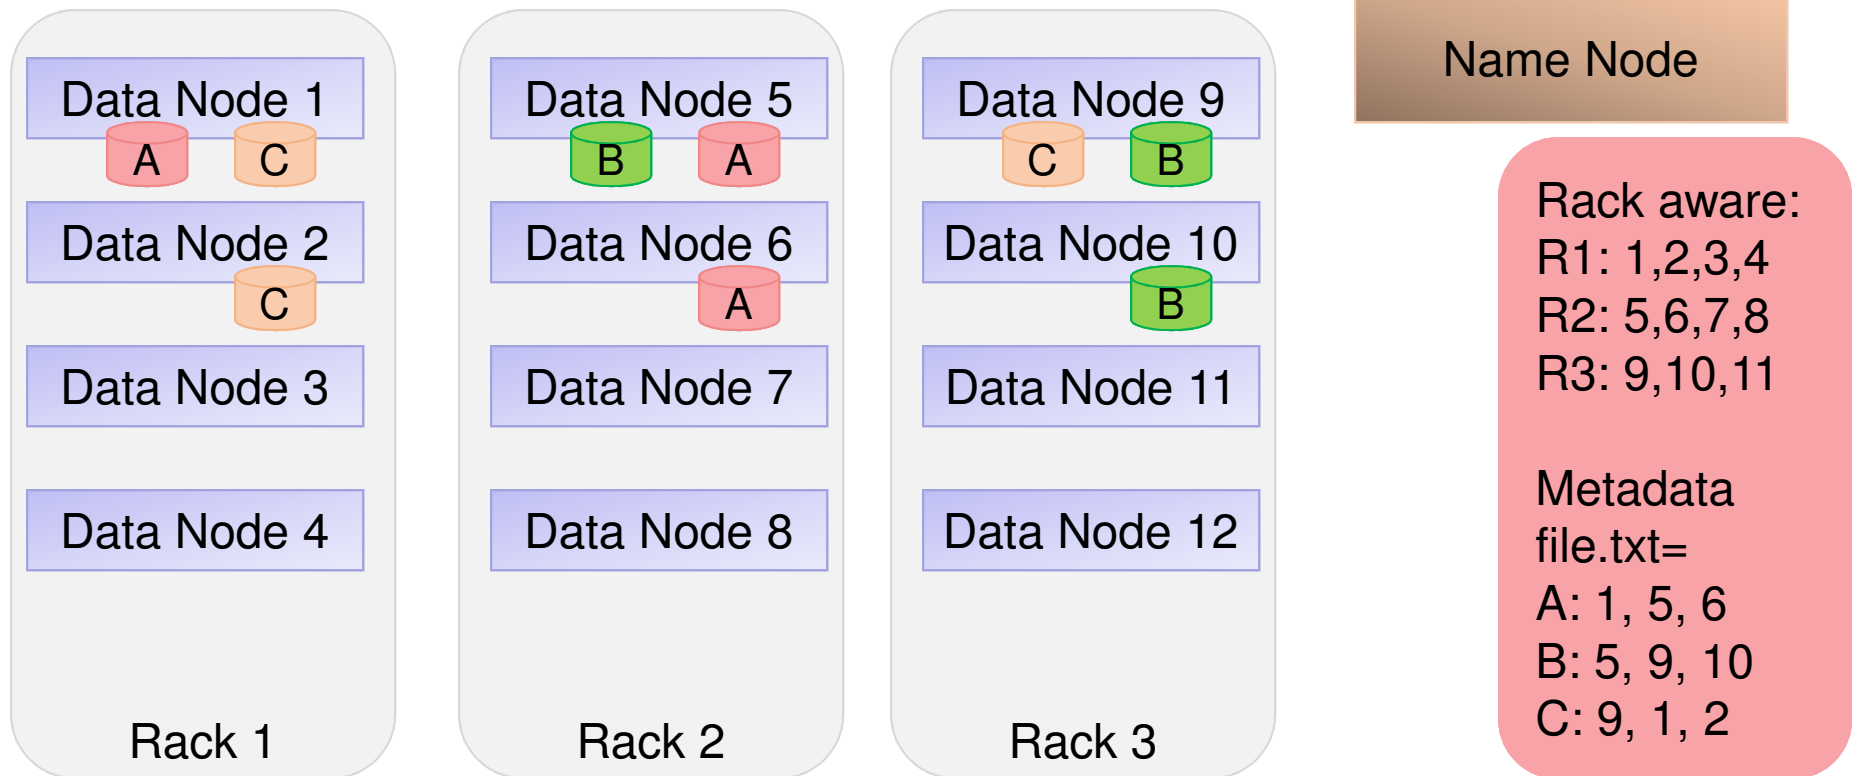 Data Node 1
A
C
Data Node 2
C
Data Node 3
Data Node 4
Rack 1
Data Node 5
B
A
Data Node 6
A
Data Node 7
Data Node 8
Rack 2
Data Node 9
C
B
Data Node 10
B
Data Node 11
Data Node 12
Rack 3
Name Node
Rack aware:
R1: 1,2,3,4
R2: 5,6,7,8
R3: 9,10,11
Metadata
file.txt=
A: 1, 5, 6
B: 5, 9, 10
C: 9, 1, 2